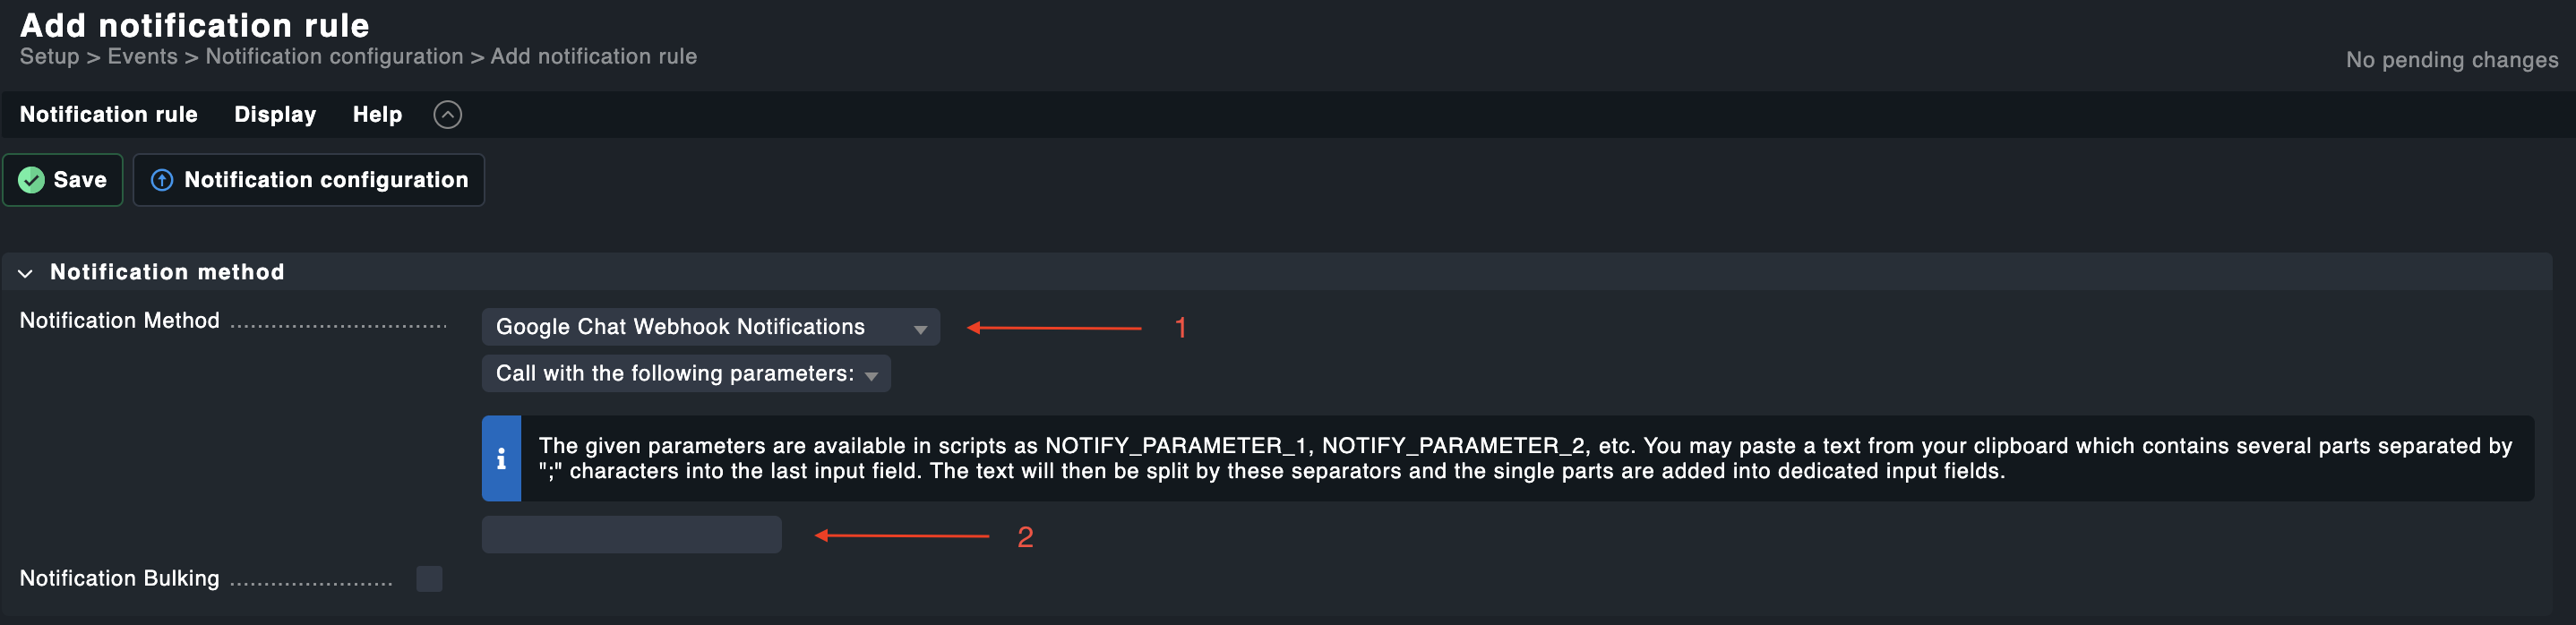 Add notification rule
Setup > Events > Notification configuration > Add notification rule
No pending changes
Notification rule Display Help
Save Notification configuration
Notification method
Notification Method
Google Chat Webhook Notifications
1
Call with the following parameters:
The given parameters are available in scripts as NOTIFY_PARAMETER_1, NOTIFY_PARAMETER_2, etc. You may paste a text from your clipboard which contains several parts separated by
";" characters into the last input field. The text will then be split by these separators and the single parts are added into dedicated input fields.
2
Notification Bulking